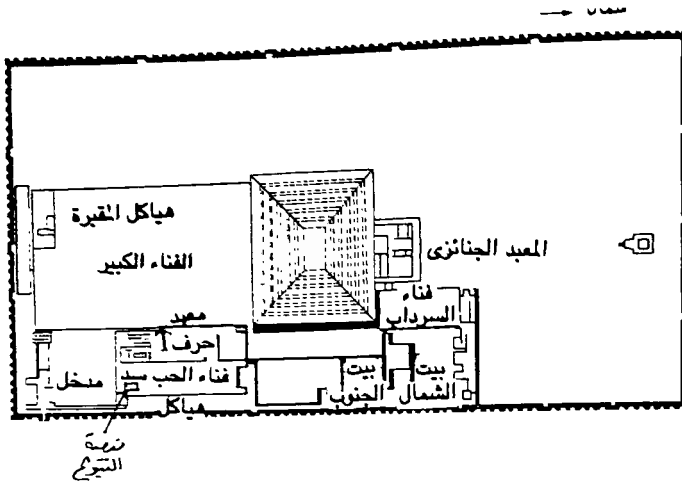 شمال
هياكل المقبرة
الفناء الكبير
المعبد الجنائزى
فناء
السرداب
معبد
حرف
مدخل
فناء الحب سد
بيت
الجنوب
بيت
الشمال
هياكل
منصة
التتويج